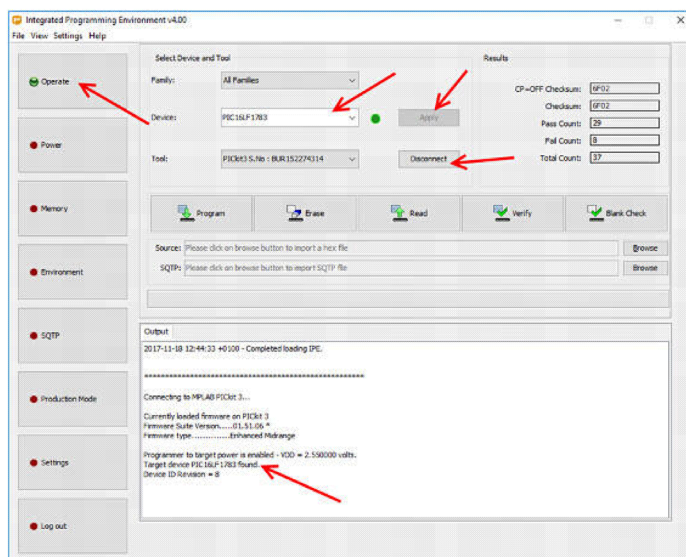 Integrated Programming Environment v4.00
File View Settings Help
Operate
Power
Memory
Environment
SQTP
Production Mode
Settings
Log out
Select Device and Tool
Family: All Families
Device: PIC16LF1783 Apply
Tool: PICkit3 S.No : BUR152274314 Disconnect
Results
CP=OFF Checksum: 6F02
Checksum: 6F02
Pass Count: 29
Fail Count: 8
Total Count: 37
Program Erase Read Verify Blank Check
Source: Please click on browse button to import a hex file Browse
SQTP: Please click on browse button to import SQTP file Browse
Output
2017-11-18 12:44:33 +0100 - Completed loading IPE.
*****************************************************
Connecting to MPLAB PICkit 3...
Currently loaded firmware on PICkit 3
Firmware Suite Version.....01.51.06 *
Firmware type..............Enhanced Midrange
Programmer to target power is enabled - VDD = 2.550000 volts.
Target device PIC16LF1783 found.
Device ID Revision = 8